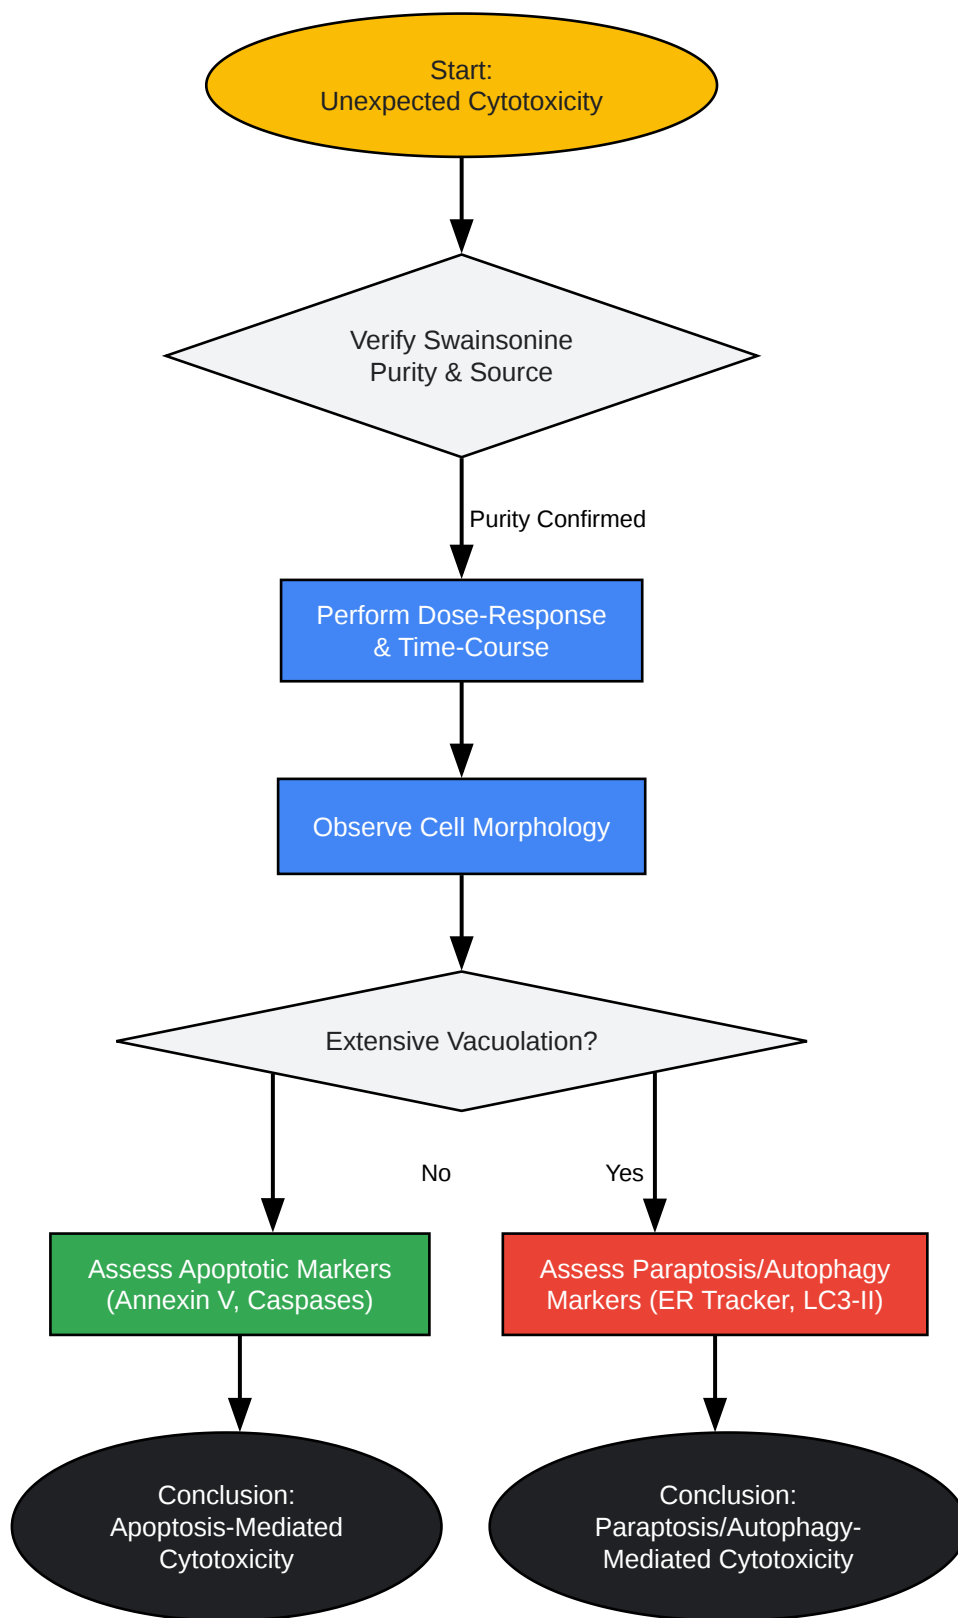 Start:
Unexpected Cytotoxicity
Verify Swainsonine
Purity & Source
Purity Confirmed
Perform Dose-Response
& Time-Course
Observe Cell Morphology
Extensive Vacuolation?
No
Yes
Assess Apoptotic Markers
(Annexin V, Caspases)
Assess Paraptosis/Autophagy
Markers (ER Tracker, LC3-II)
Conclusion:
Apoptosis-Mediated
Cytotoxicity
Conclusion:
Paraptosis/Autophagy-
Mediated Cytotoxicity